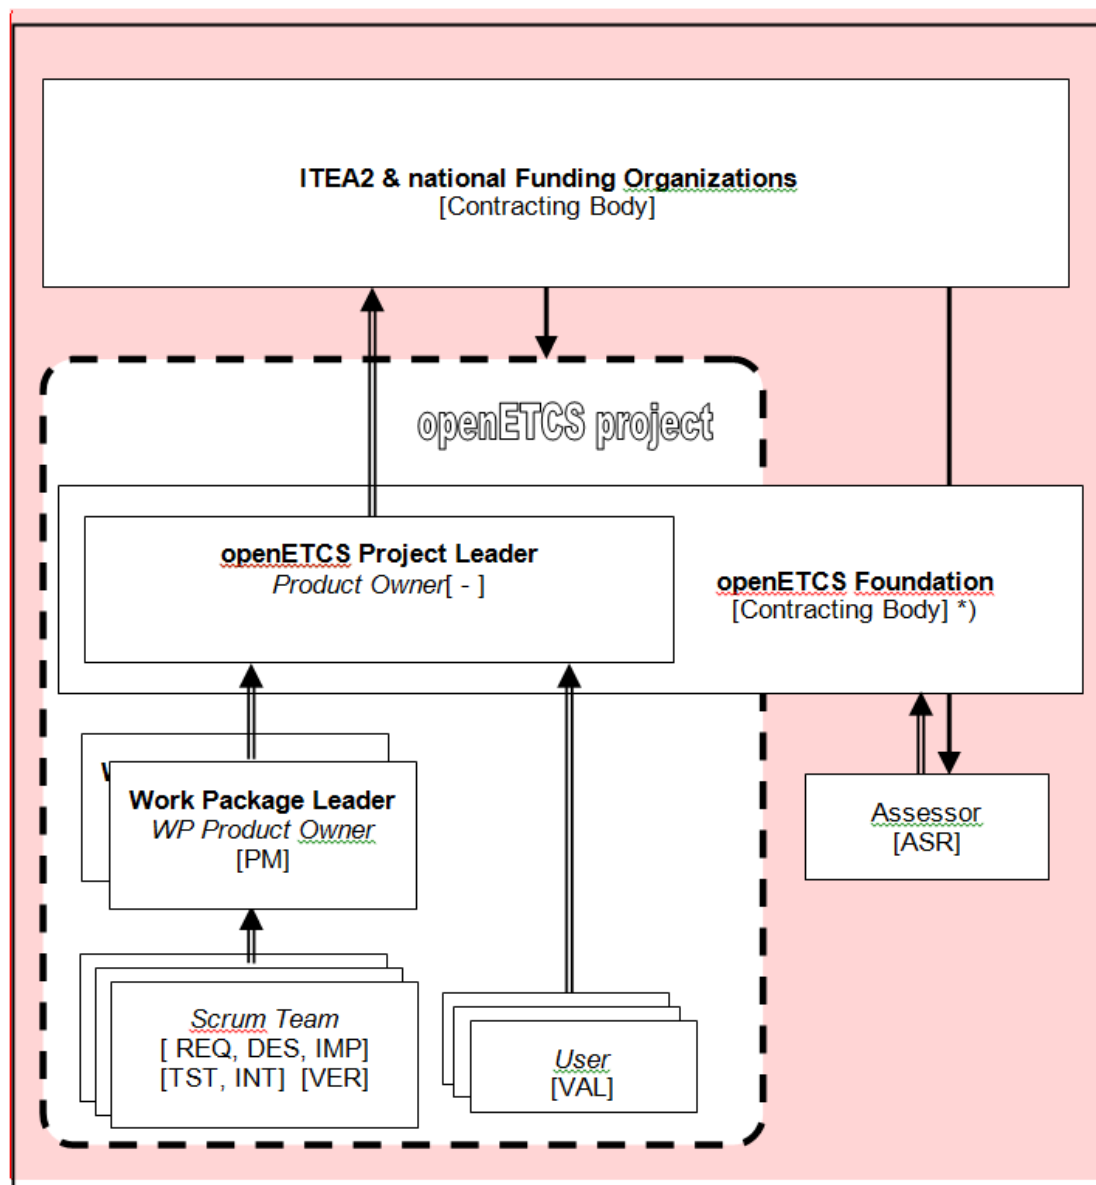 ITEA2 & national Funding Organizations
[Contracting Body]
openETCS project
openETCS Project Leader
Product Owner[ - ]
openETCS Foundation
[Contracting Body] *)
Work Package Leader
WP Product Owner
[PM]
Assessor
[ASR]
Scrum Team
[ REQ, DES, IMP]
[TST, INT]  [VER]
User
[VAL]